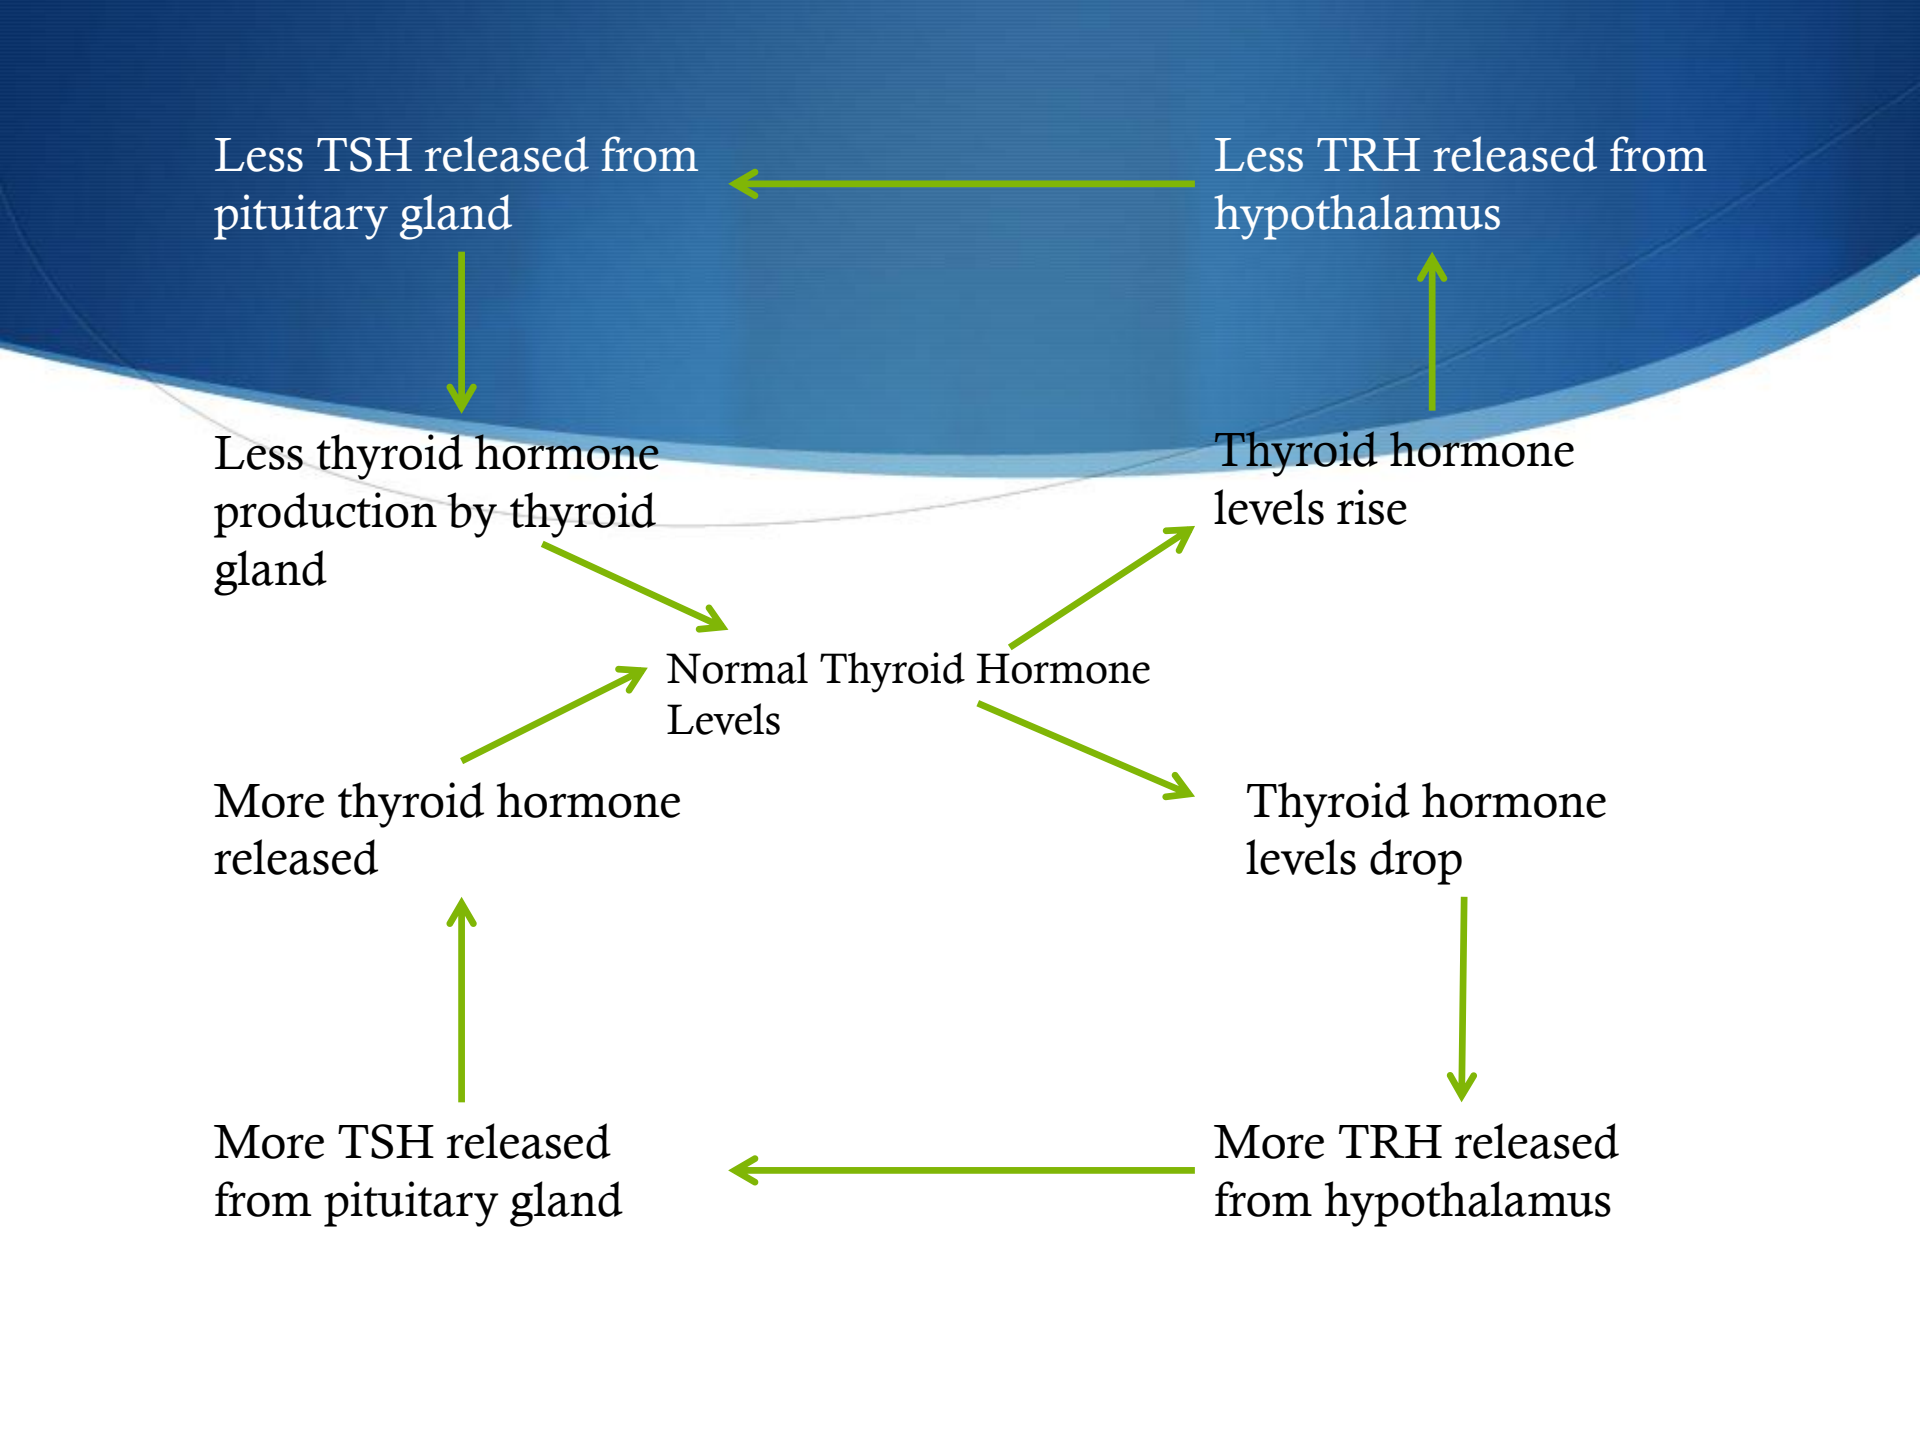 Less TSH released from
pituitary gland
Less TRH released from
hypothalamus
Less thyroid hormone
production by thyroid
gland
Thyroid hormone
levels rise
Normal Thyroid Hormone
Levels
More thyroid hormone
released
Thyroid hormone
levels drop
More TSH released
from pituitary gland
More TRH released
from hypothalamus